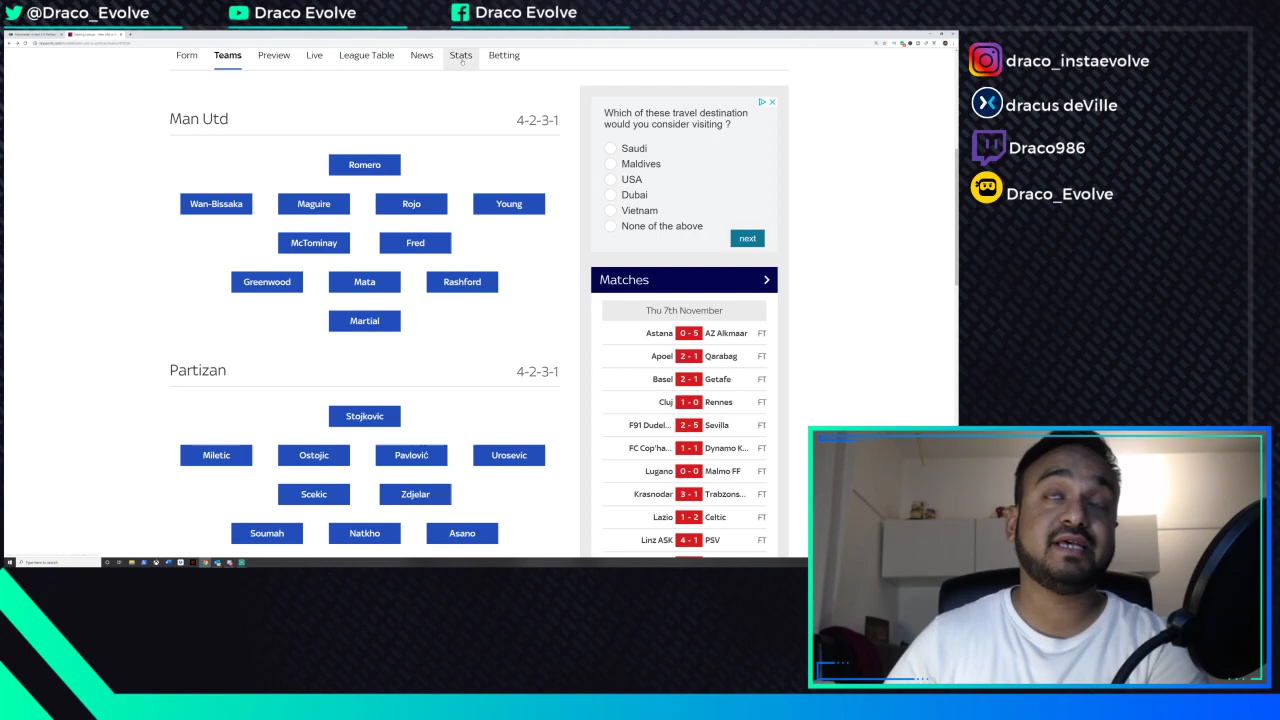 @Draco_Evolve
Draco Evolve
Draco Evolve
Form Teams Preview Live League Table News Stats Betting
Man Utd 4-2-3-1
Romero
Wan-Bissaka Maguire Rojo Young
McTominay Fred
Greenwood Mata Rashford
Martial
Partizan 4-2-3-1
Stojkovic
Miletic Ostojic Pavlović Urosevic
Scekic Zdjelar
Soumah Natkho Asano
Which of these travel destination
would you consider visiting ?
Saudi
Maldives
USA
Dubai
Vietnam
None of the above
next
Matches
Thu 7th November
Astana 0 - 5 AZ Alkmaar FT
Apoel 2 - 1 Qarabag FT
Basel 2 - 1 Getafe FT
Cluj 1 - 0 Rennes FT
F91 Dudel... 2 - 5 Sevilla FT
FC Cop'ha... 1 - 1 Dynamo K... FT
Lugano 0 - 0 Malmo FF FT
Krasnodar 3 - 1 Trabzons... FT
Lazio 1 - 2 Celtic FT
Linz ASK 4 - 1 PSV FT
draco_instaevolve
dracus deVille
Draco986
Draco_Evolve
Type here to search